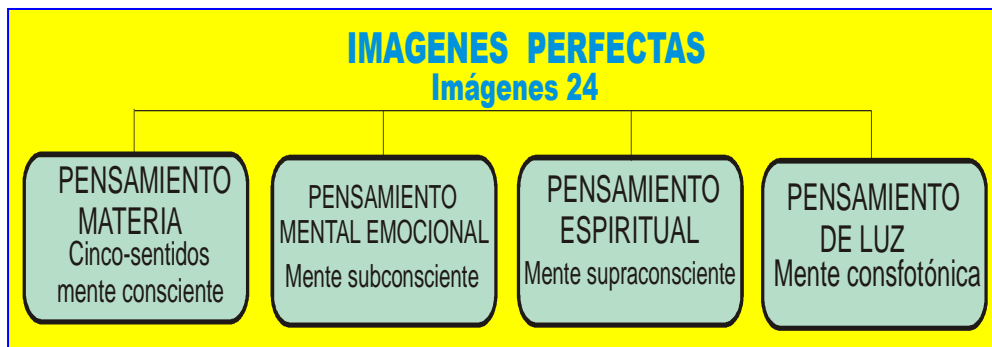 IMAGENES PERFECTAS
Imágenes 24
PENSAMIENTO
MATERIA
Cinco-sentidos
mente consciente
PENSAMIENTO
MENTAL EMOCIONAL
Mente subconsciente
PENSAMIENTO
ESPIRITUAL
Mente supraconsciente
PENSAMIENTO
DE LUZ
Mente consfotónica